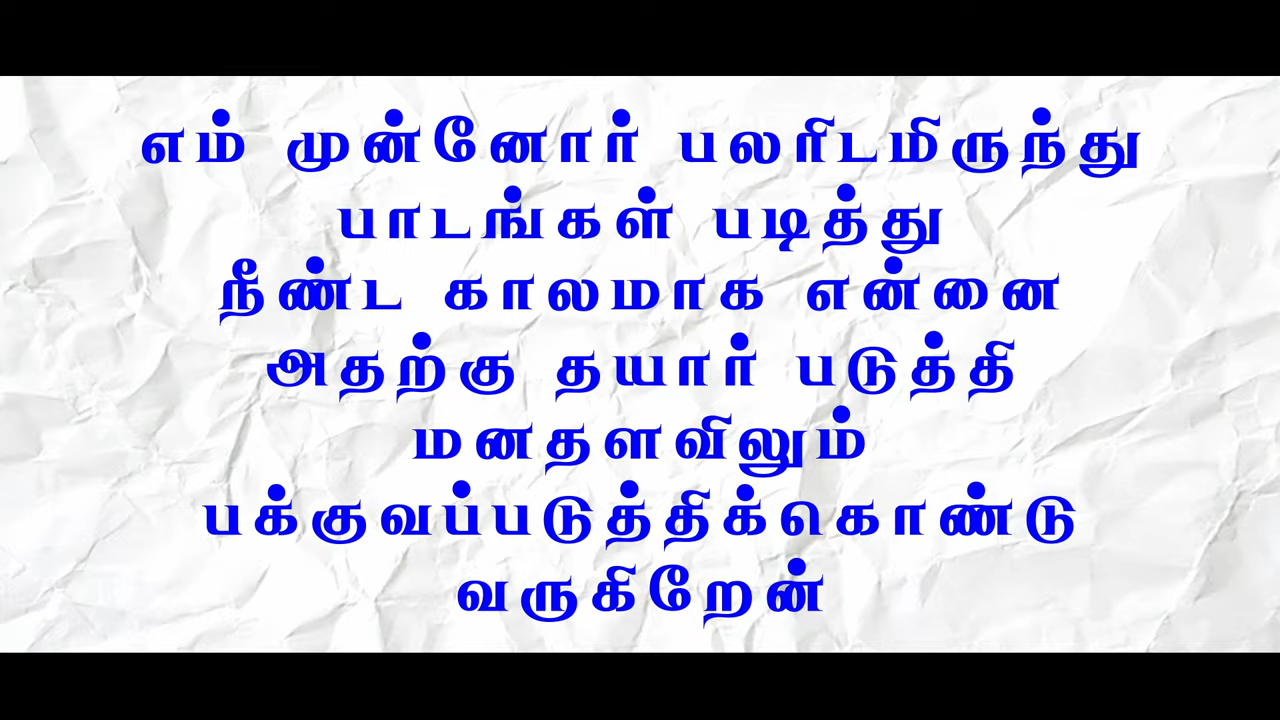 எம் முன்னோர் பலரிடமிருந்து
பாடங்கள் படித்து
நீண்ட காலமாக என்னை
அதற்கு தயார் படுத்தி
மனதளவிலும்
பக்குவப்படுத்திக்கொண்டு
வருகிறேன்